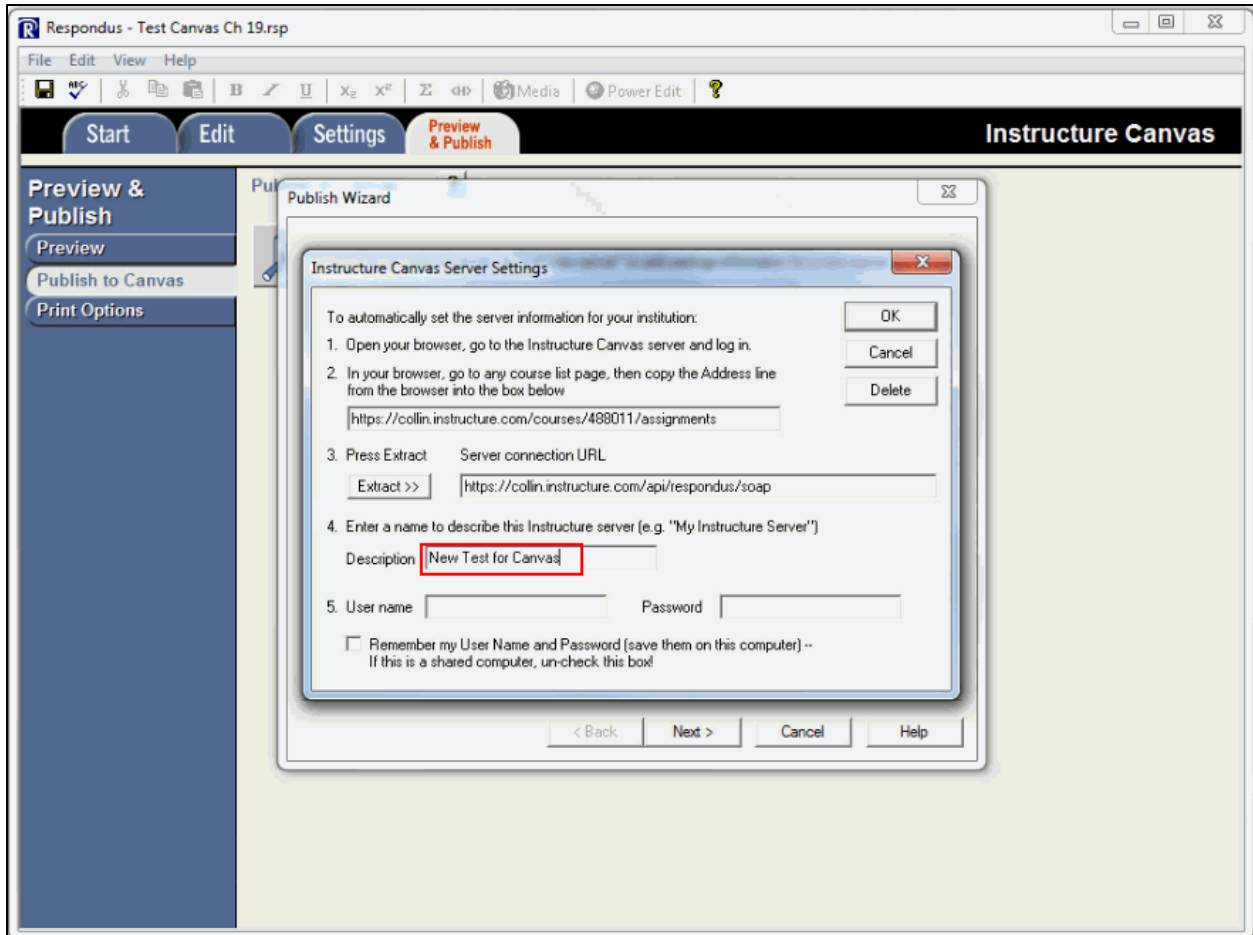 Respondus - Test Canvas Ch 19.rsp
File Edit View Help
ABC B I U X₂ Xᴱ Σ Media Power Edit ?
Start Edit Settings Preview & Publish Instructure Canvas
Preview & Publish
Preview
Publish to Canvas
Print Options
Publish Wizard
Instructure Canvas Server Settings
To automatically set the server information for your institution:
OK
1. Open your browser, go to the Instructure Canvas server and log in.
Cancel
2. In your browser, go to any course list page, then copy the Address line
from the browser into the box below
Delete
https://collin.instructure.com/courses/488011/assignments
3. Press Extract Server connection URL
Extract >> https://collin.instructure.com/api/respondus/soap
4. Enter a name to describe this Instructure server (e.g. "My Instructure Server")
Description New Test for Canvas
5. User name Password
Remember my User Name and Password (save them on this computer) --
If this is a shared computer, un-check this box!
< Back Next > Cancel Help